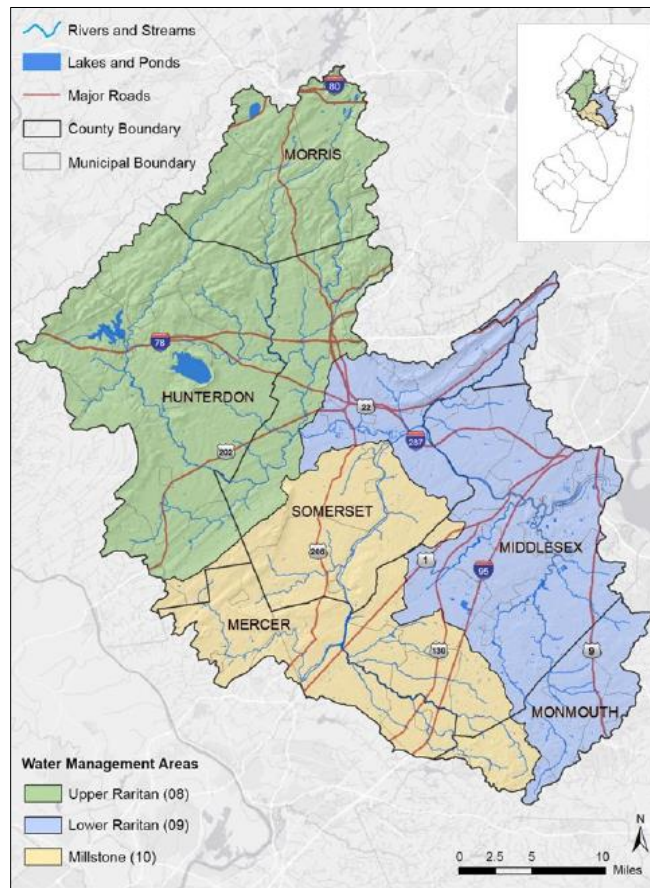 Rivers and Streams
Lakes and Ponds
Major Roads
County Boundary
Municipal Boundary
80
MORRIS
78
HUNTERDON
22
287
202
SOMERSET
206
1
MIDDLESEX
95
MERCER
130
9
MONMOUTH
Water Management Areas
Upper Raritan (08)
Lower Raritan (09)
Millstone (10)
N
0 2.5 5 10
Miles